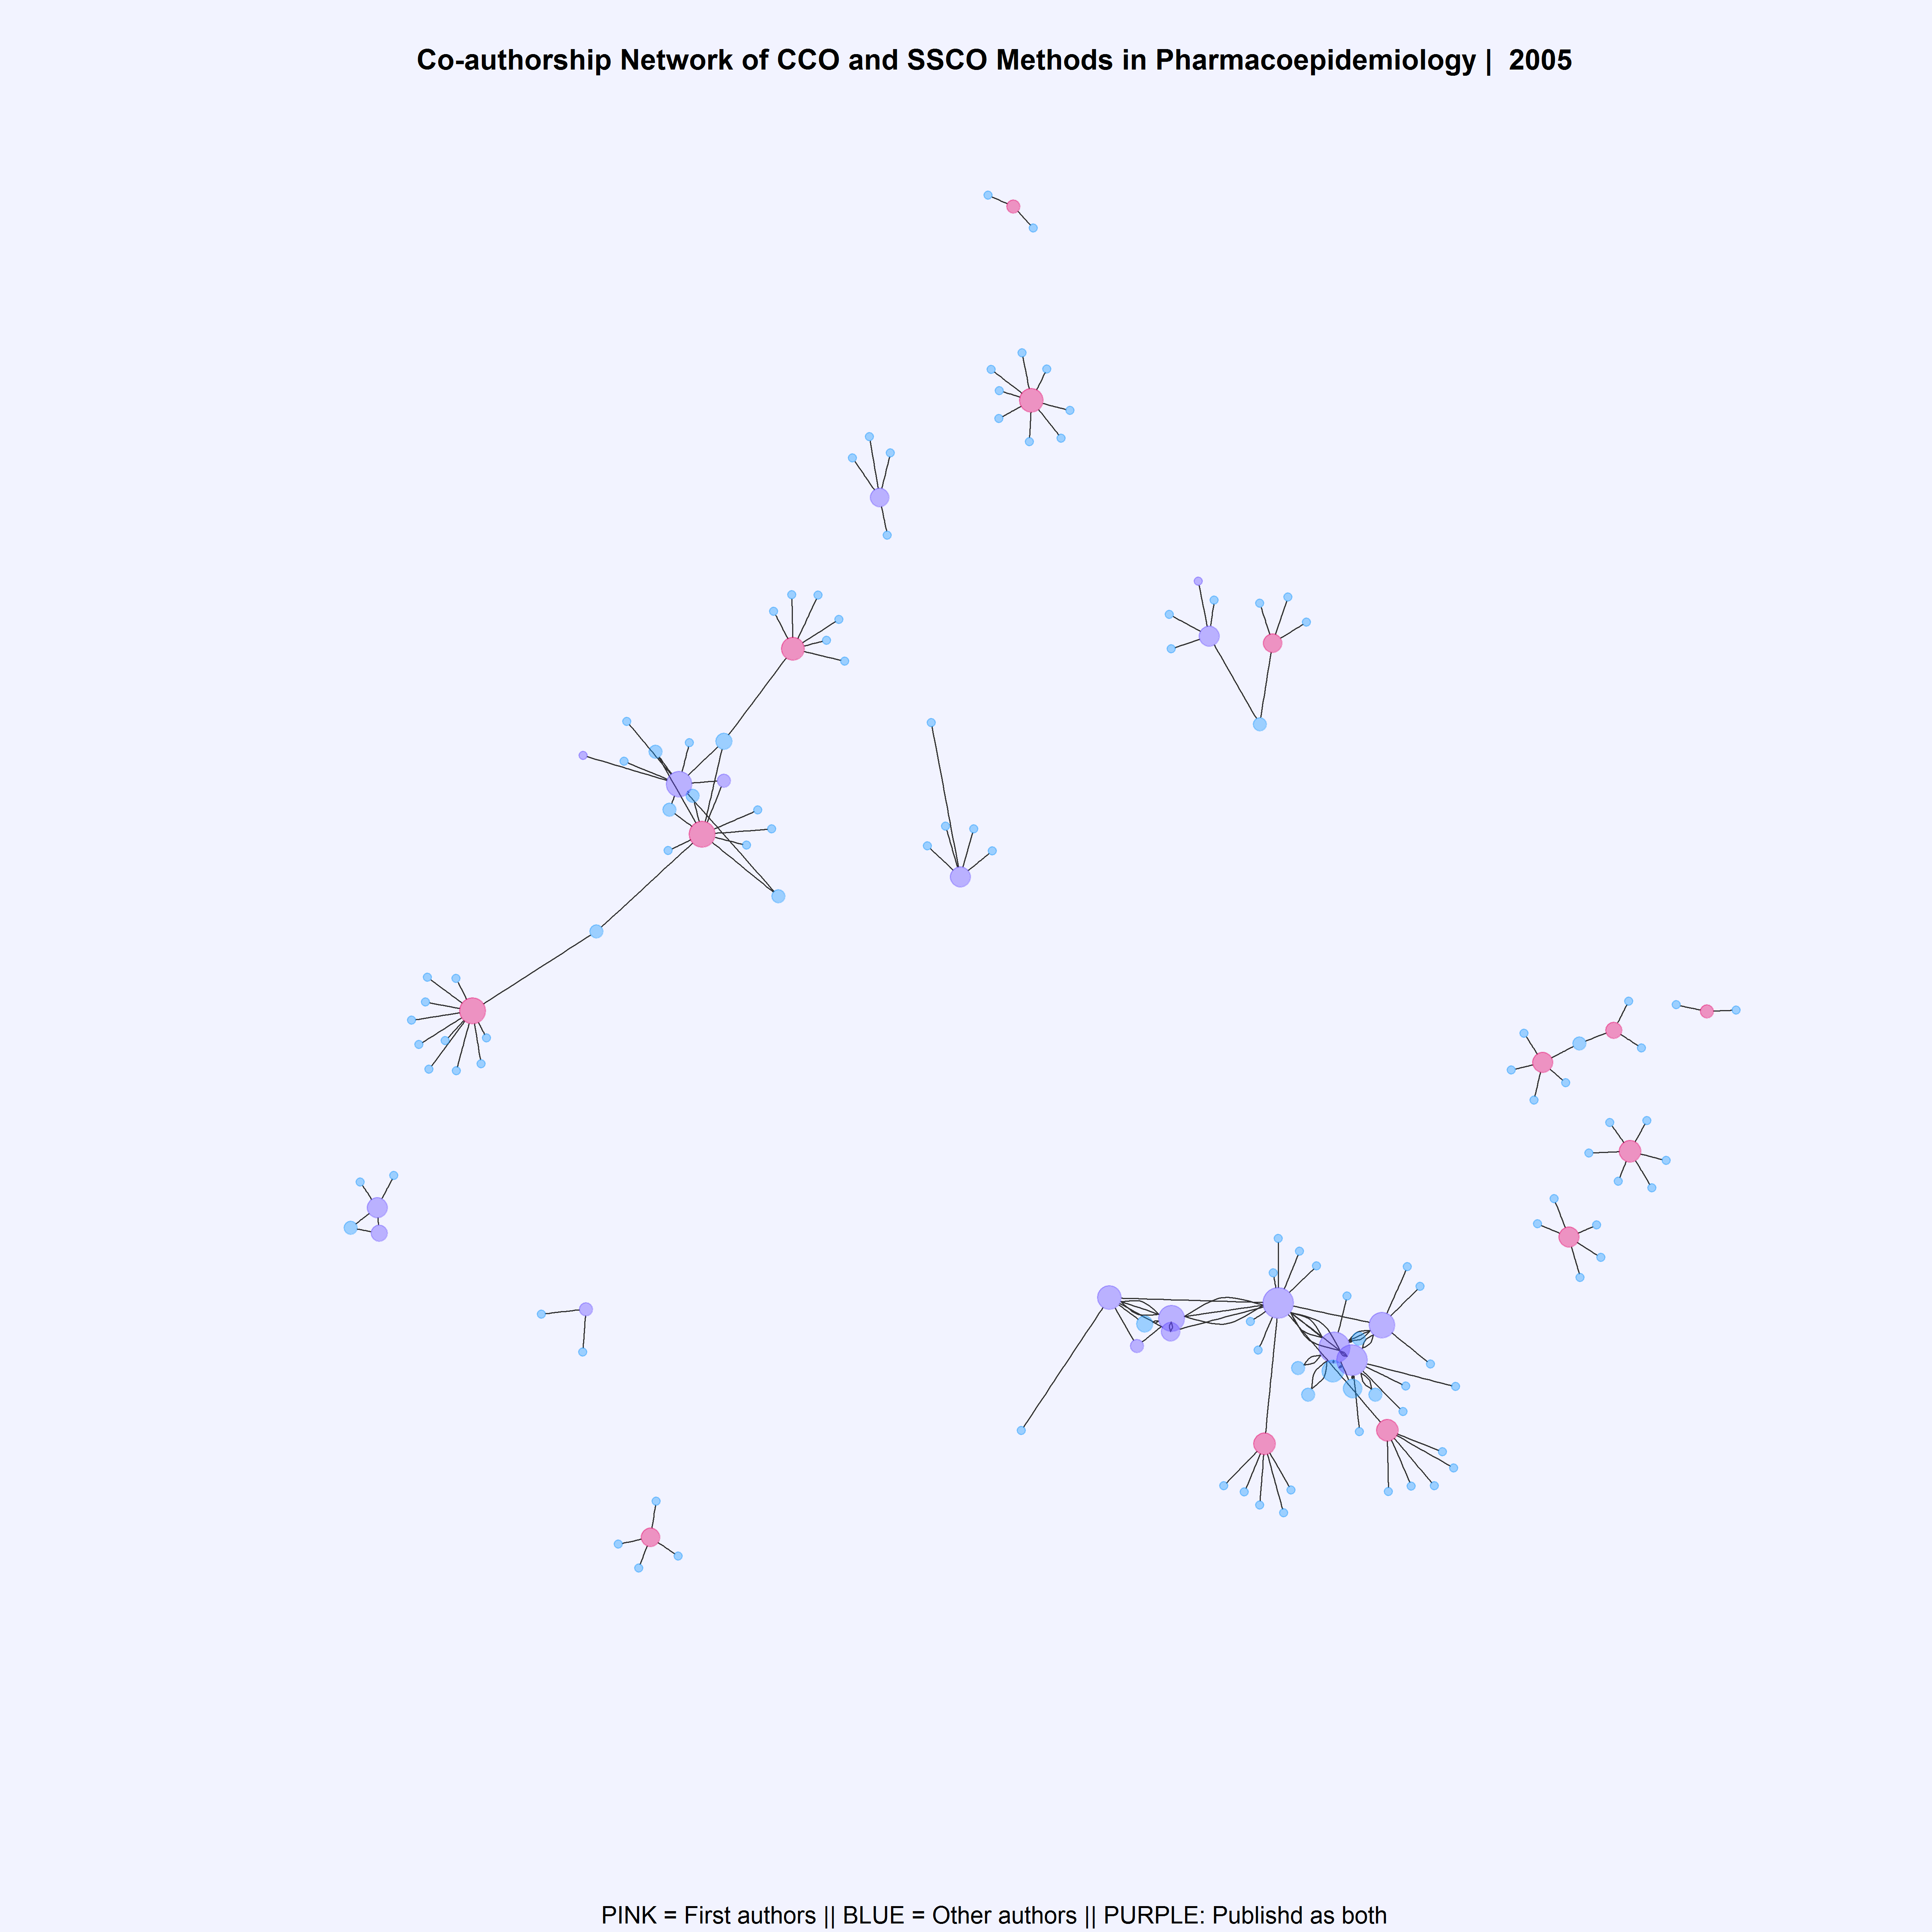 Co-authorship Network of CCO and SSCO Methods in Pharmacoepidemiology | 2005
PINK = First authors || BLUE = Other authors || PURPLE: Publishd as both